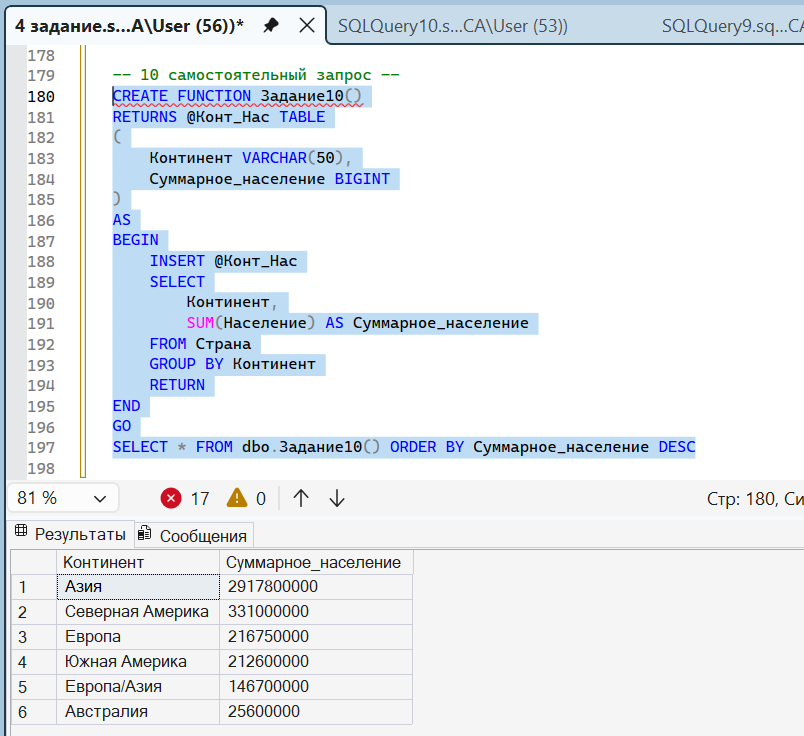 4 задание.s...A\User (56))* SQLQuery10.s...CA\User (53)) SQLQuery9.sq...CA
178
179 -- 10 самостоятельный запрос --
180 CREATE FUNCTION Задание10()
181 RETURNS @Конт_Нас TABLE
182 (
183 Континент VARCHAR(50),
184 Суммарное_население BIGINT
185 )
186 AS
187 BEGIN
188 INSERT @Конт_Нас
189 SELECT
190 Континент,
191 SUM(Население) AS Суммарное_население
192 FROM Страна
193 GROUP BY Континент
194 RETURN
195 END
196 GO
197 SELECT * FROM dbo.Задание10() ORDER BY Суммарное_население DESC
198
81 % 17 0 Стр: 180, Си
Результаты Сообщения
Континент Суммарное_население
1 Азия 2917800000
2 Северная Америка 331000000
3 Европа 216750000
4 Южная Америка 212600000
5 Европа/Азия 146700000
6 Австралия 25600000